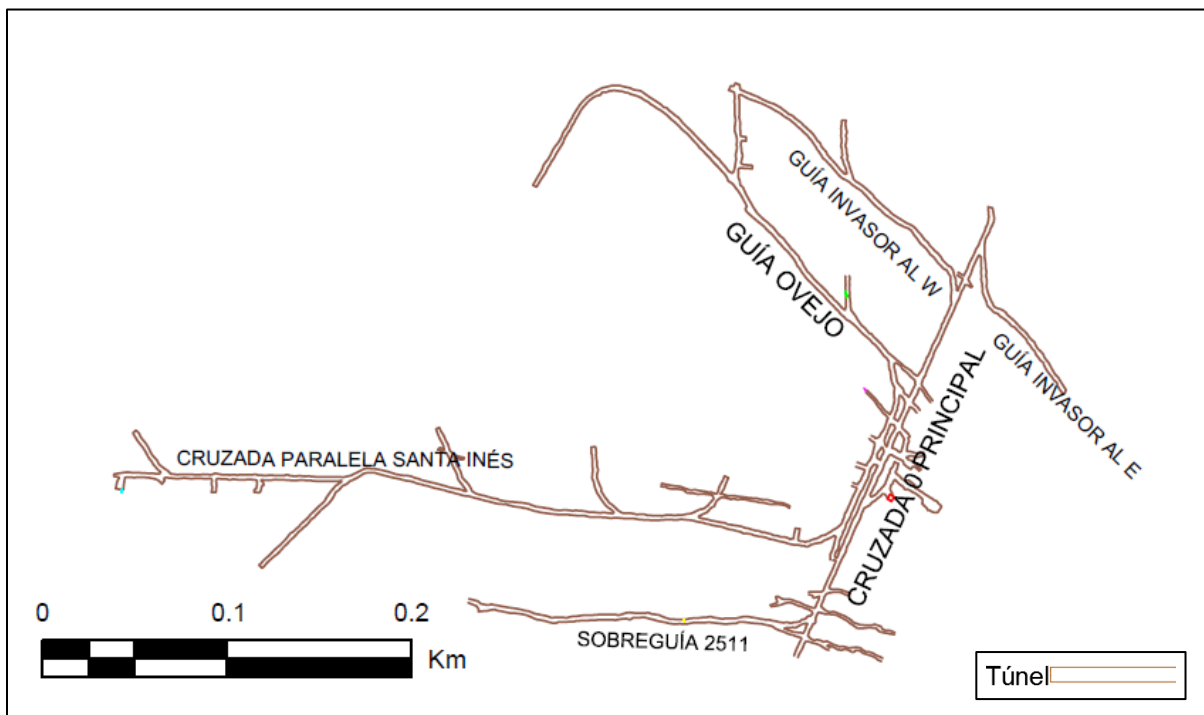 GUÍA INVASOR AL W
GUÍA OVEJO
GUÍA INVASOR AL E
CRUZADA 0 PRINCIPAL
CRUZADA PARALELA SANTA INÉS
SOBREGUÍA 2511
0 0.1 0.2
Km
Túnel